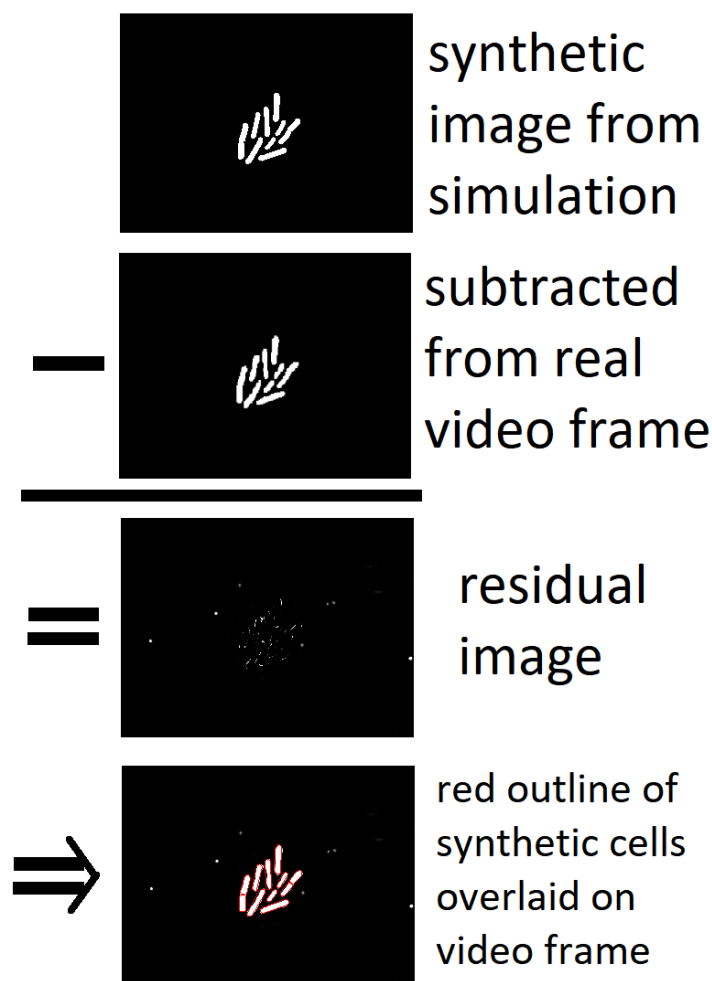 synthetic
image from
simulation
subtracted
from real
video frame
residual
image
red outline of
synthetic cells
overlaid on
video frame